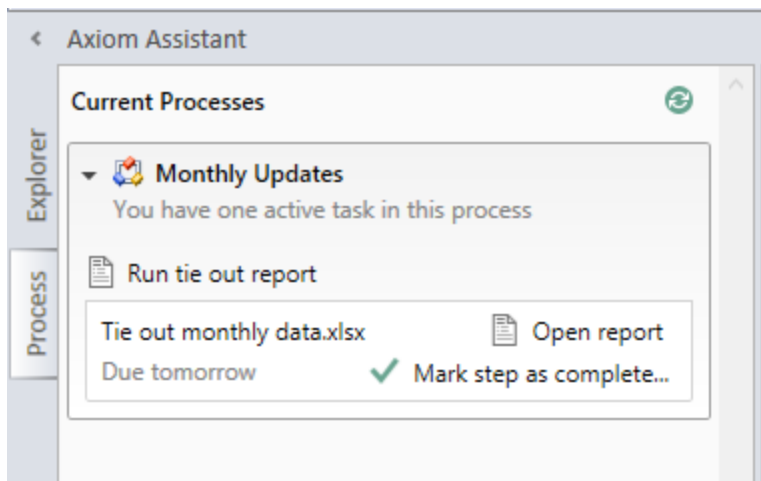 Axiom Assistant
Current Processes
Explorer
Process
Monthly Updates
You have one active task in this process
Run tie out report
Tie out monthly data.xlsx Open report
Due tomorrow Mark step as complete...